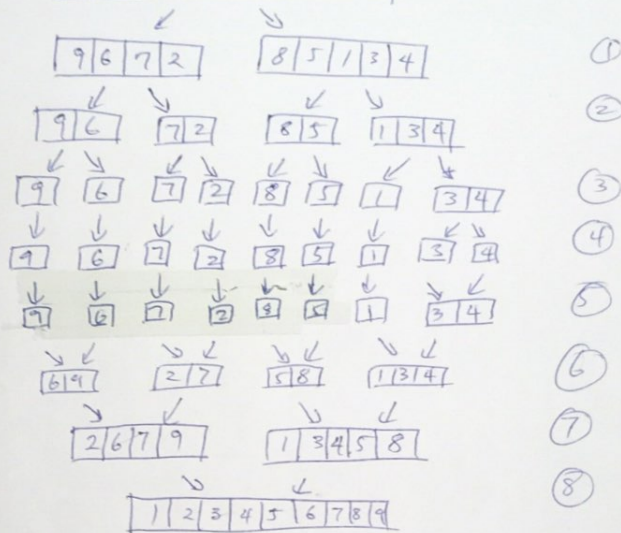 9 6 7 2 8 5 1 3 4 ①
9 6 7 2 8 5 1 3 4 ②
9 6 7 2 8 5 1 3 4 ③
9 6 7 2 8 5 1 3 4 ④
9 6 7 2 8 5 1 3 4 ⑤
6 9 2 7 5 8 1 3 4 ⑥
2 6 7 9 1 3 4 5 8 ⑦
1 2 3 4 5 6 7 8 9 ⑧